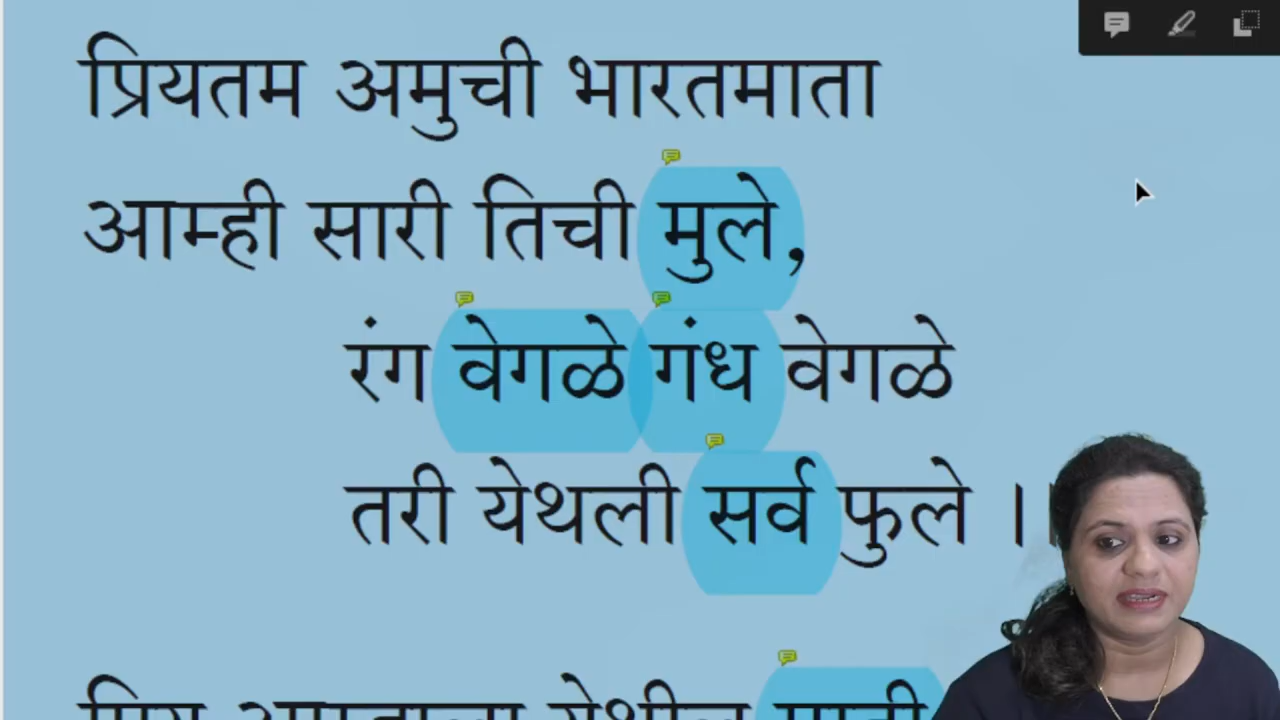 प्रियतम अमुची भारतमाता
आम्ही सारी तिची मुले,
रंग वेगळे गंध वेगळे
तरी येथली सर्व फुले ।